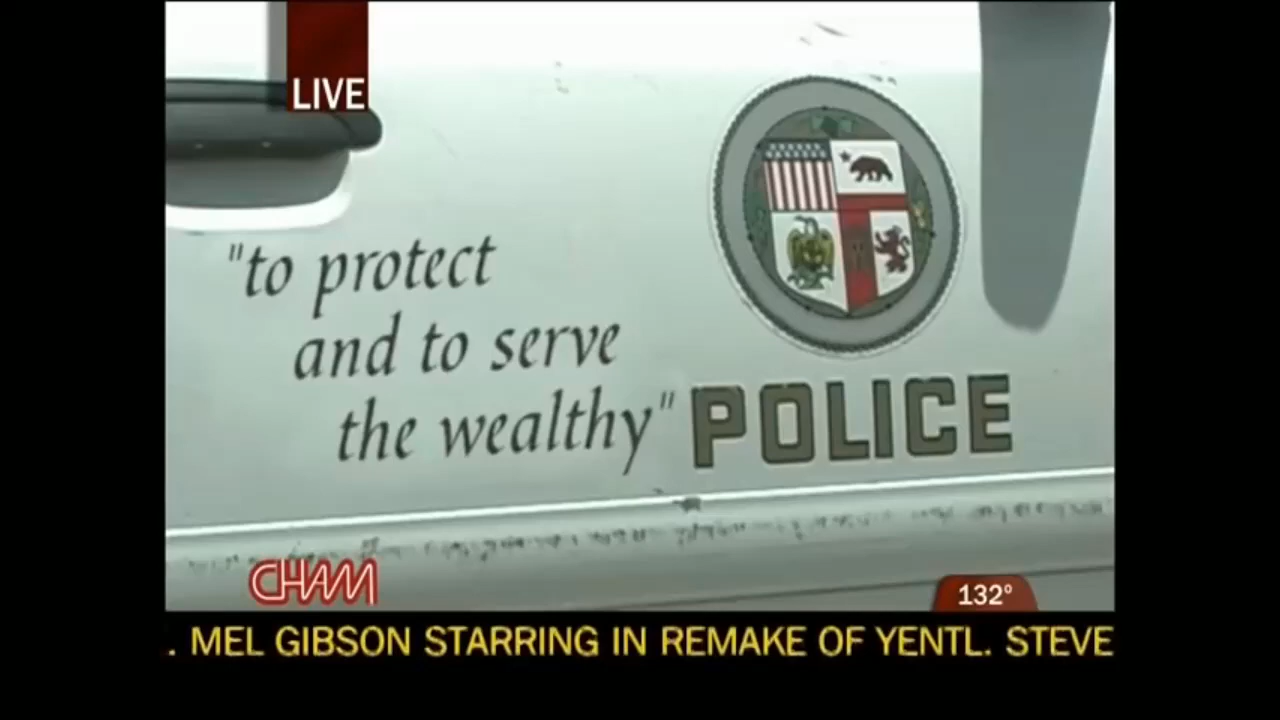 LIVE
"to protect
and to serve
the wealthy"
POLICE
CHAM
132°
. MEL GIBSON STARRING IN REMAKE OF YENTL. STEVE